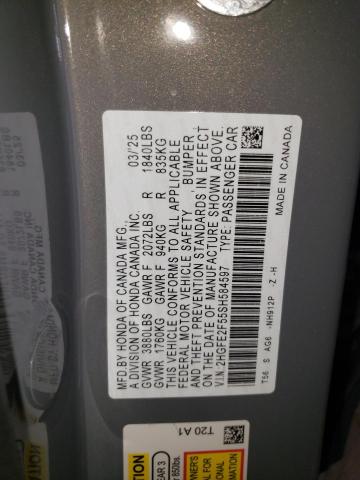 MFD BY HONDA OF CANADA MFG., 03/'25
A DIVISION OF HONDA CANADA INC.
GVWR 3880LBS GAWR F 2072LBS R 1840LBS
GVWR 1760KG GAWR F 940KG R 835KG
THIS VEHICLE CONFORMS TO ALL APPLICABLE
FEDERAL MOTOR VEHICLE SAFETY, BUMPER,
AND THEFT PREVENTION STANDARDS IN EFFECT
ON THE DATE OF MANUFACTURE SHOWN ABOVE.
V.I.N. 2HGFE2F55SH584597 TYPE: PASSENGER CAR
T56 S AG6 -NH912P -Z -H
MADE IN CANADA
T20 A1